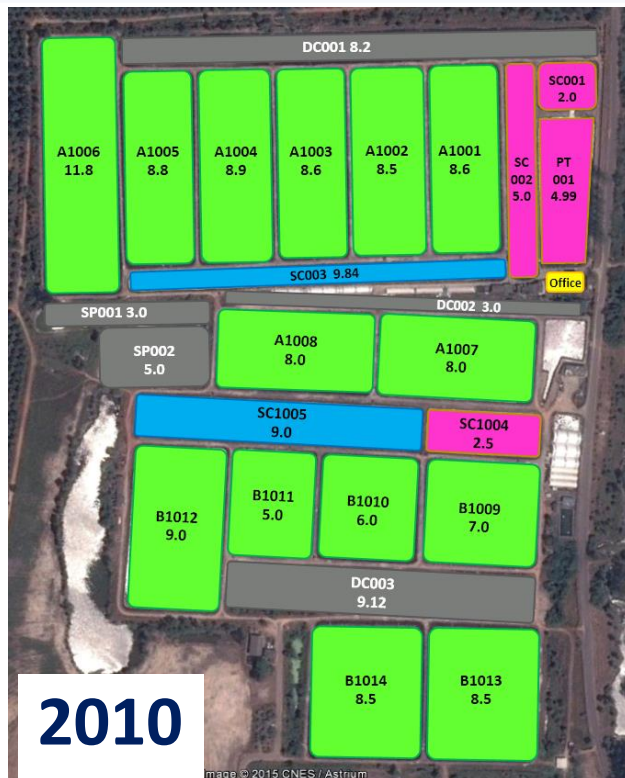 DC001 8.2
A1006
11.8
A1005
8.8
A1004
8.9
A1003
8.6
A1002
8.5
A1001
8.6
SC
002
5.0
SC001
2.0
PT
001
4.99
SC003 9.84
Office
SP001 3.0
DC002 3.0
SP002
5.0
A1008
8.0
A1007
8.0
SC1005
9.0
SC1004
2.5
B1012
9.0
B1011
5.0
B1010
6.0
B1009
7.0
DC003
9.12
B1014
8.5
B1013
8.5
2010
mage © 2015 CNES / Astrium